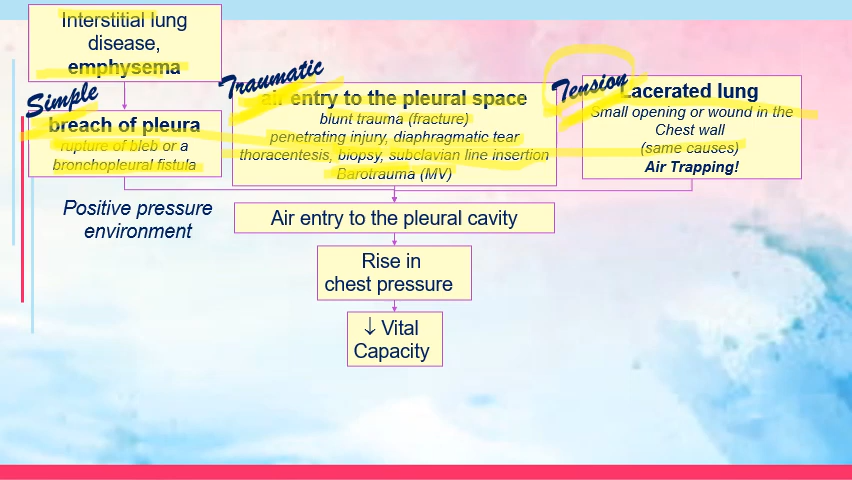 Interstitial lung
disease,
emphysema
Simple
breach of pleura
rupture of bleb or a
bronchopleural fistula
Traumatic
air entry to the pleural space
blunt trauma (fracture)
penetrating injury, diaphragmatic tear
thoracentesis, biopsy, subclavian line insertion
Barotrauma (MV)
Tension
Lacerated lung
Small opening or wound in the
Chest wall
(same causes)
Air Trapping!
Positive pressure
environment
Air entry to the pleural cavity
Rise in
chest pressure
↓ Vital
Capacity